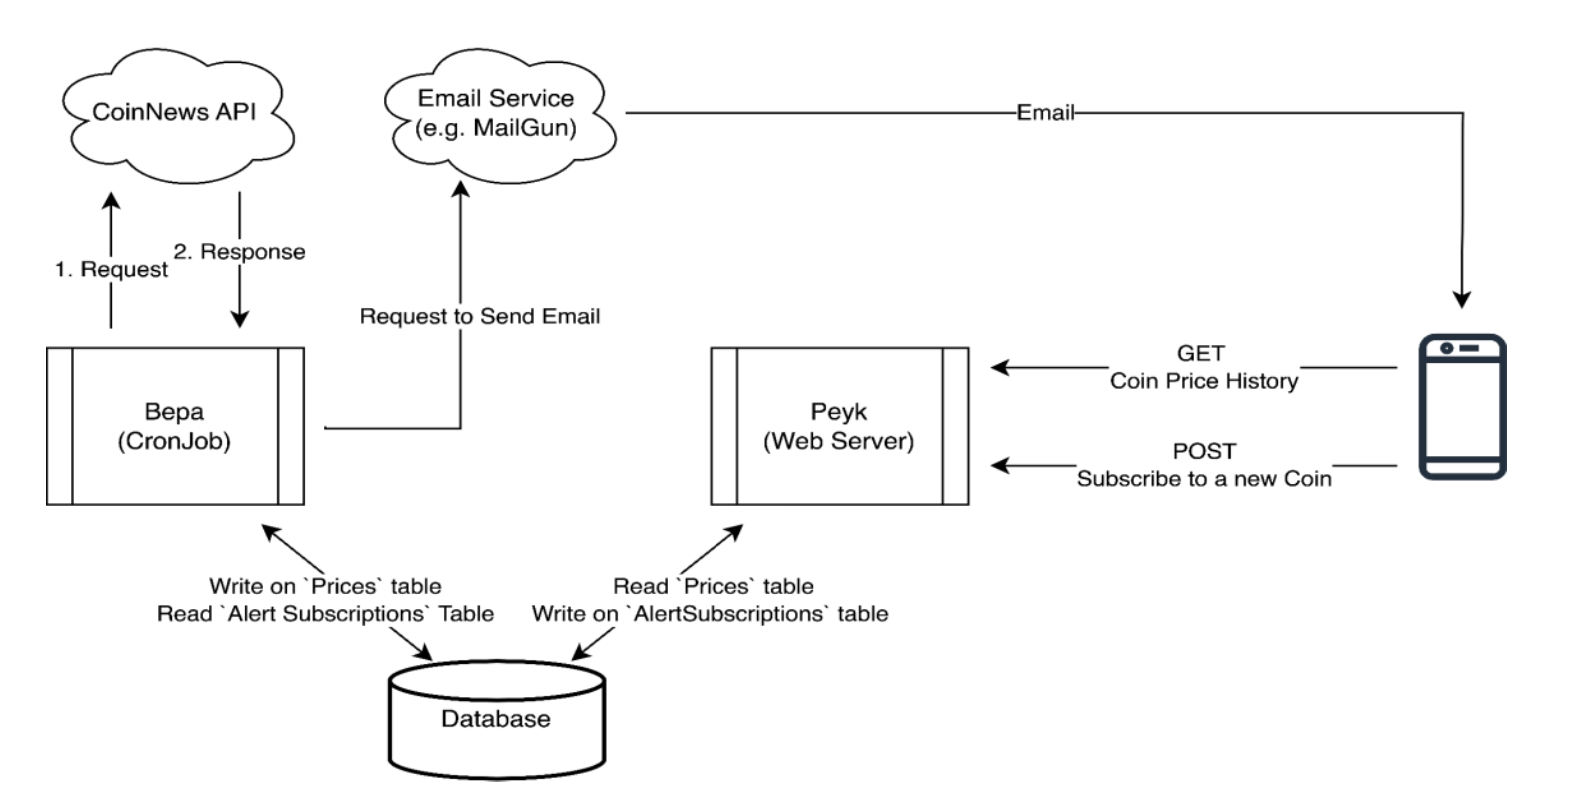 CoinNews API
Email Service
(e.g. MailGun)
Email
1. Request
2. Response
Request to Send Email
Bepa
(CronJob)
Peyk
(Web Server)
GET
Coin Price History
POST
Subscribe to a new Coin
Write on `Prices` table
Read `Alert Subscriptions` Table
Read `Prices` table
Write on `AlertSubscriptions` table
Database